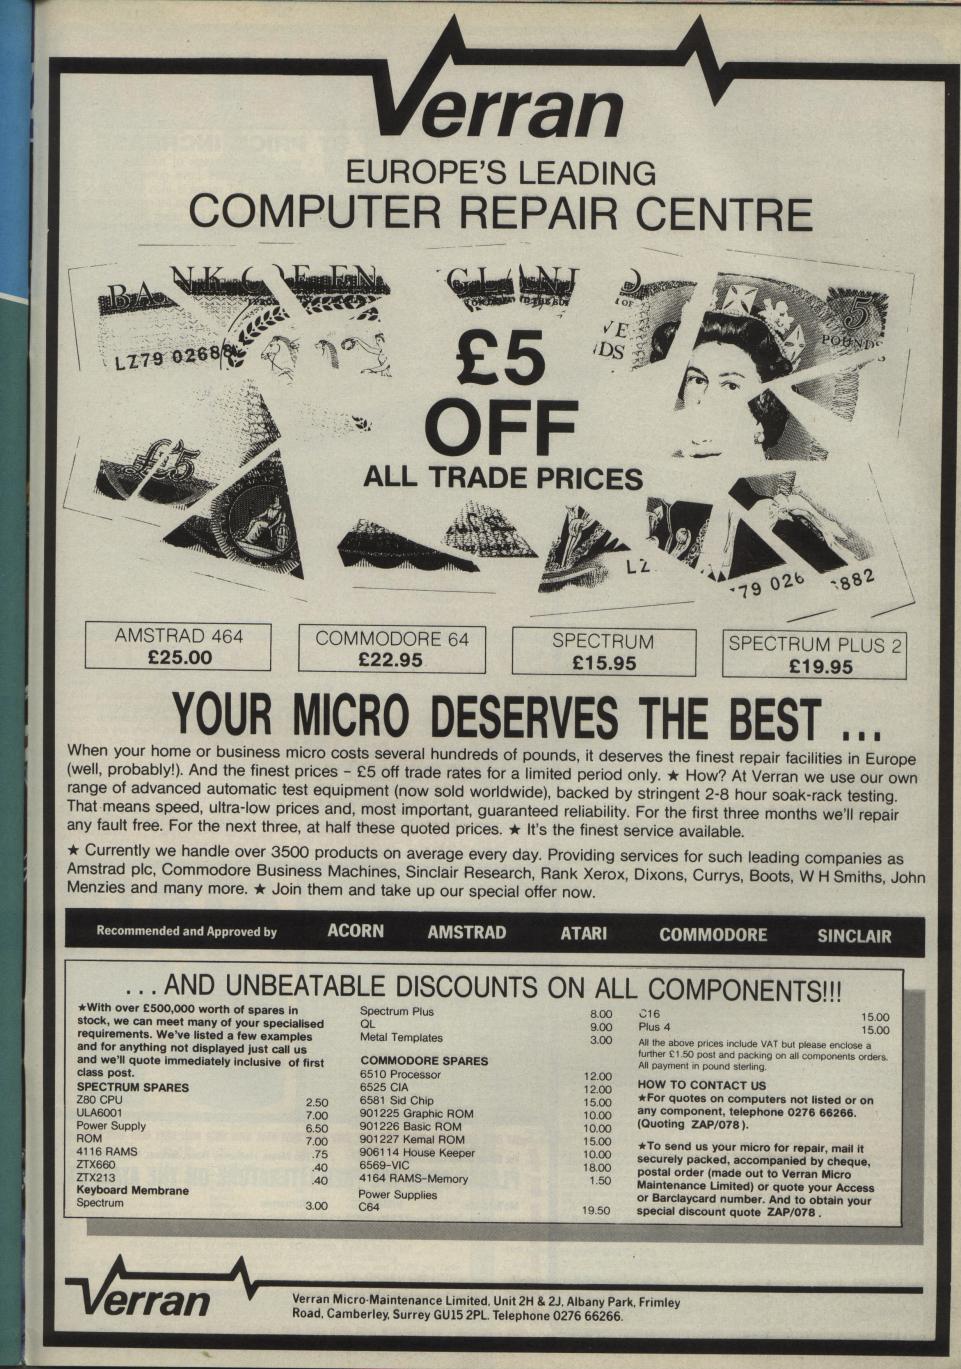 Verran
EUROPE'S LEADING
COMPUTER REPAIR CENTRE
BANK OF ENGLAND
LZ79 02688
VE
DS
5
POUNDS
£5
£5
OFF
ALL TRADE PRICES
LZ
79 026 882
AMSTRAD 464
£25.00
COMMODORE 64
£22.95
SPECTRUM
£15.95
SPECTRUM PLUS 2
£19.95
YOUR MICRO DESERVES THE BEST ...
When your home or business micro costs several hundreds of pounds, it deserves the finest repair facilities in Europe
(well, probably!). And the finest prices – £5 off trade rates for a limited period only. ★ How? At Verran we use our own
range of advanced automatic test equipment (now sold worldwide), backed by stringent 2-8 hour soak-rack testing.
That means speed, ultra-low prices and, most important, guaranteed reliability. For the first three months we'll repair
any fault free. For the next three, at half these quoted prices. ★ It's the finest service available.
★ Currently we handle over 3500 products on average every day. Providing services for such leading companies as
Amstrad plc, Commodore Business Machines, Sinclair Research, Rank Xerox, Dixons, Currys, Boots, W H Smiths, John
Menzies and many more. ★ Join them and take up our special offer now.
Recommended and Approved by ACORN AMSTRAD ATARI COMMODORE SINCLAIR
...AND UNBEATABLE DISCOUNTS ON ALL COMPONENTS!!!
★With over £500,000 worth of spares in
stock, we can meet many of your specialised
requirements. We've listed a few examples
and for anything not displayed just call us
and we'll quote immediately inclusive of first
class post.
SPECTRUM SPARES
Z80 CPU 2.50
ULA6001 7.00
Power Supply 6.50
ROM 7.00
4116 RAMS .75
ZTX660 .40
ZTX213 .40
Keyboard Membrane
Spectrum 3.00
Spectrum Plus 8.00
QL 9.00
Metal Templates 3.00
COMMODORE SPARES
6510 Processor 12.00
6525 CIA 12.00
6581 Sid Chip 15.00
901225 Graphic ROM 10.00
901226 Basic ROM 10.00
901227 Kemal ROM 15.00
906114 House Keeper 10.00
6569-VIC 18.00
4164 RAMS-Memory 1.50
Power Supplies
C64 19.50
C16 15.00
Plus 4 15.00
All the above prices include VAT but please enclose a
further £1.50 post and packing on all components orders.
All payment in pound sterling.
HOW TO CONTACT US
★For quotes on computers not listed or on
any component, telephone 0276 66266.
(Quoting ZAP/078).
★To send us your micro for repair, mail it
securely packed, accompanied by cheque,
postal order (made out to Verran Micro
Maintenance Limited) or quote your Access
or Barclaycard number. And to obtain your
special discount quote ZAP/078.
Verran
Verran Micro-Maintenance Limited, Unit 2H & 2J, Albany Park, Frimley
Road, Camberley, Surrey GU15 2PL. Telephone 0276 66266.